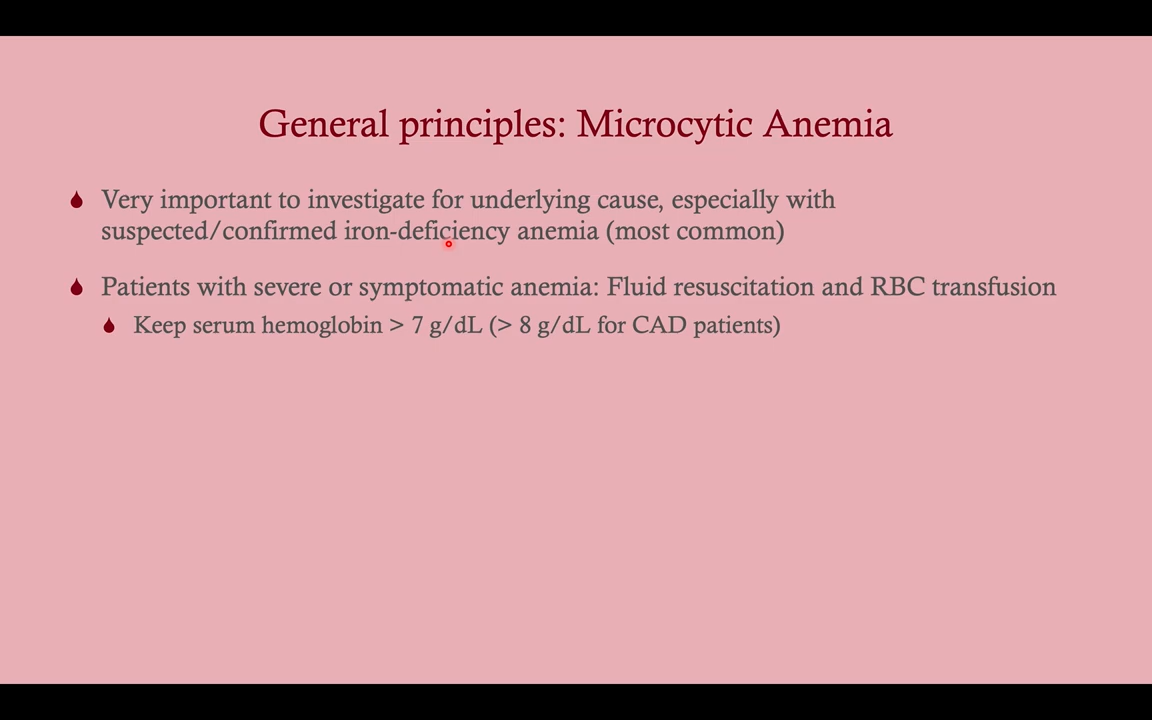 General principles: Microcytic Anemia
Very important to investigate for underlying cause, especially with
suspected/confirmed iron-deficiency anemia (most common)
Patients with severe or symptomatic anemia: Fluid resuscitation and RBC transfusion
Keep serum hemoglobin > 7 g/dL (> 8 g/dL for CAD patients)